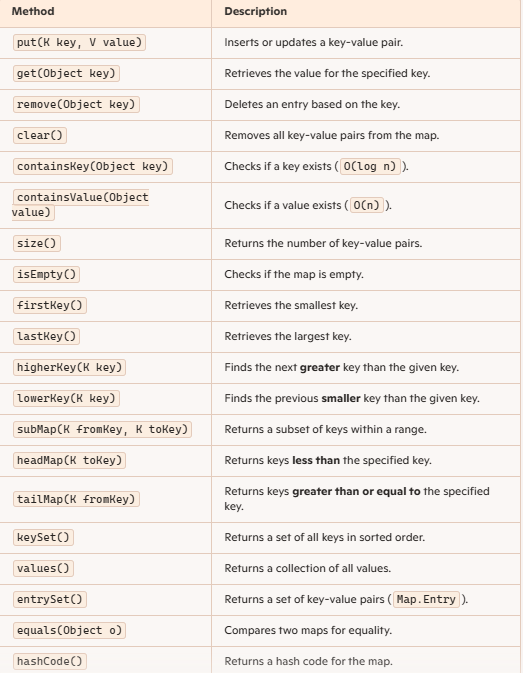 Method Description
put(K key, V value) Inserts or updates a key-value pair.
get(Object key) Retrieves the value for the specified key.
remove(Object key) Deletes an entry based on the key.
clear() Removes all key-value pairs from the map.
containsKey(Object key) Checks if a key exists ( O(log n) ).
containsValue(Object
value) Checks if a value exists ( O(n) ).
size() Returns the number of key-value pairs.
isEmpty() Checks if the map is empty.
firstKey() Retrieves the smallest key.
lastKey() Retrieves the largest key.
higherKey(K key) Finds the next greater key than the given key.
lowerKey(K key) Finds the previous smaller key than the given key.
subMap(K fromKey, K toKey) Returns a subset of keys within a range.
headMap(K toKey) Returns keys less than the specified key.
tailMap(K fromKey) Returns keys greater than or equal to the specified
key.
keySet() Returns a set of all keys in sorted order.
values() Returns a collection of all values.
entrySet() Returns a set of key-value pairs ( Map.Entry ).
equals(Object o) Compares two maps for equality.
hashCode() Returns a hash code for the map.